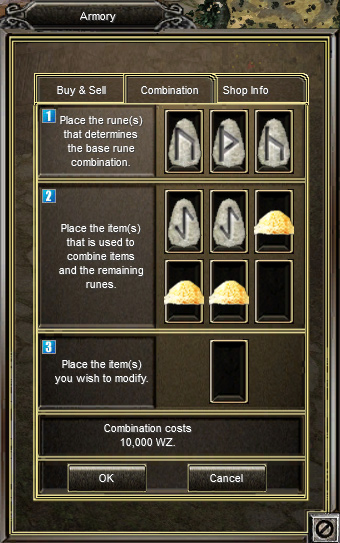 Armory
Buy & Sell
Combination
Shop Info
1
Place the rune(s)
that determines
the base rune
combination.
2
Place the item(s)
that is used to
combine items
and the remaining
runes.
3
Place the item(s)
you wish to modify.
Combination costs
10,000 WZ.
OK
Cancel